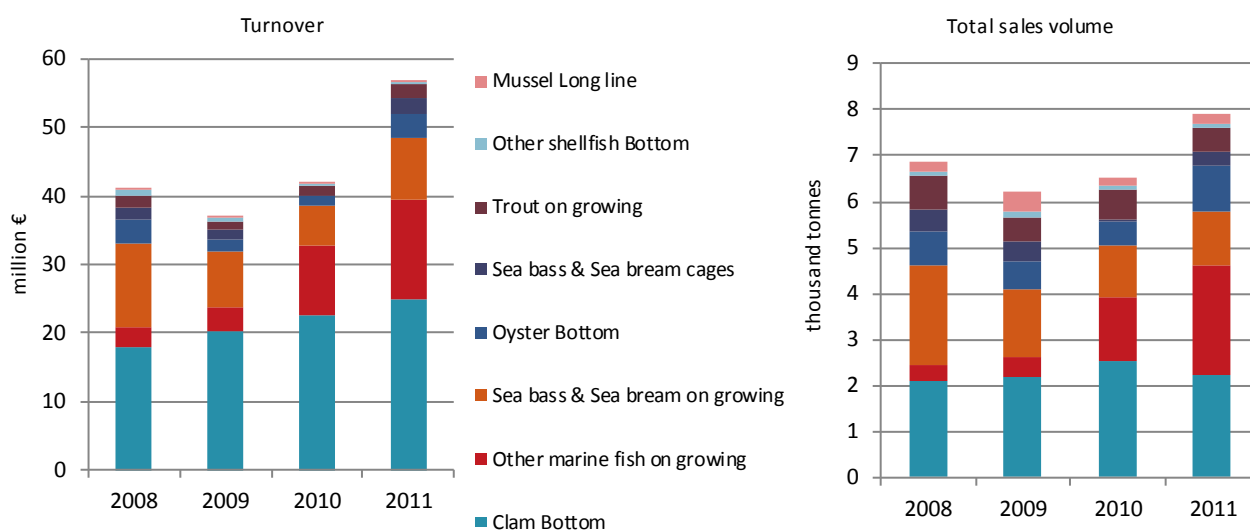 Turnover
60
50
40
30
20
10
0
million €
2008 2009 2010 2011
Mussel Long line
Other shellfish Bottom
Trout on growing
Sea bass & Sea bream cages
Oyster Bottom
Sea bass & Sea bream on growing
Other marine fish on growing
Clam Bottom
Total sales volume
9
8
7
6
5
4
3
2
1
0
thousand tonnes
2008 2009 2010 2011